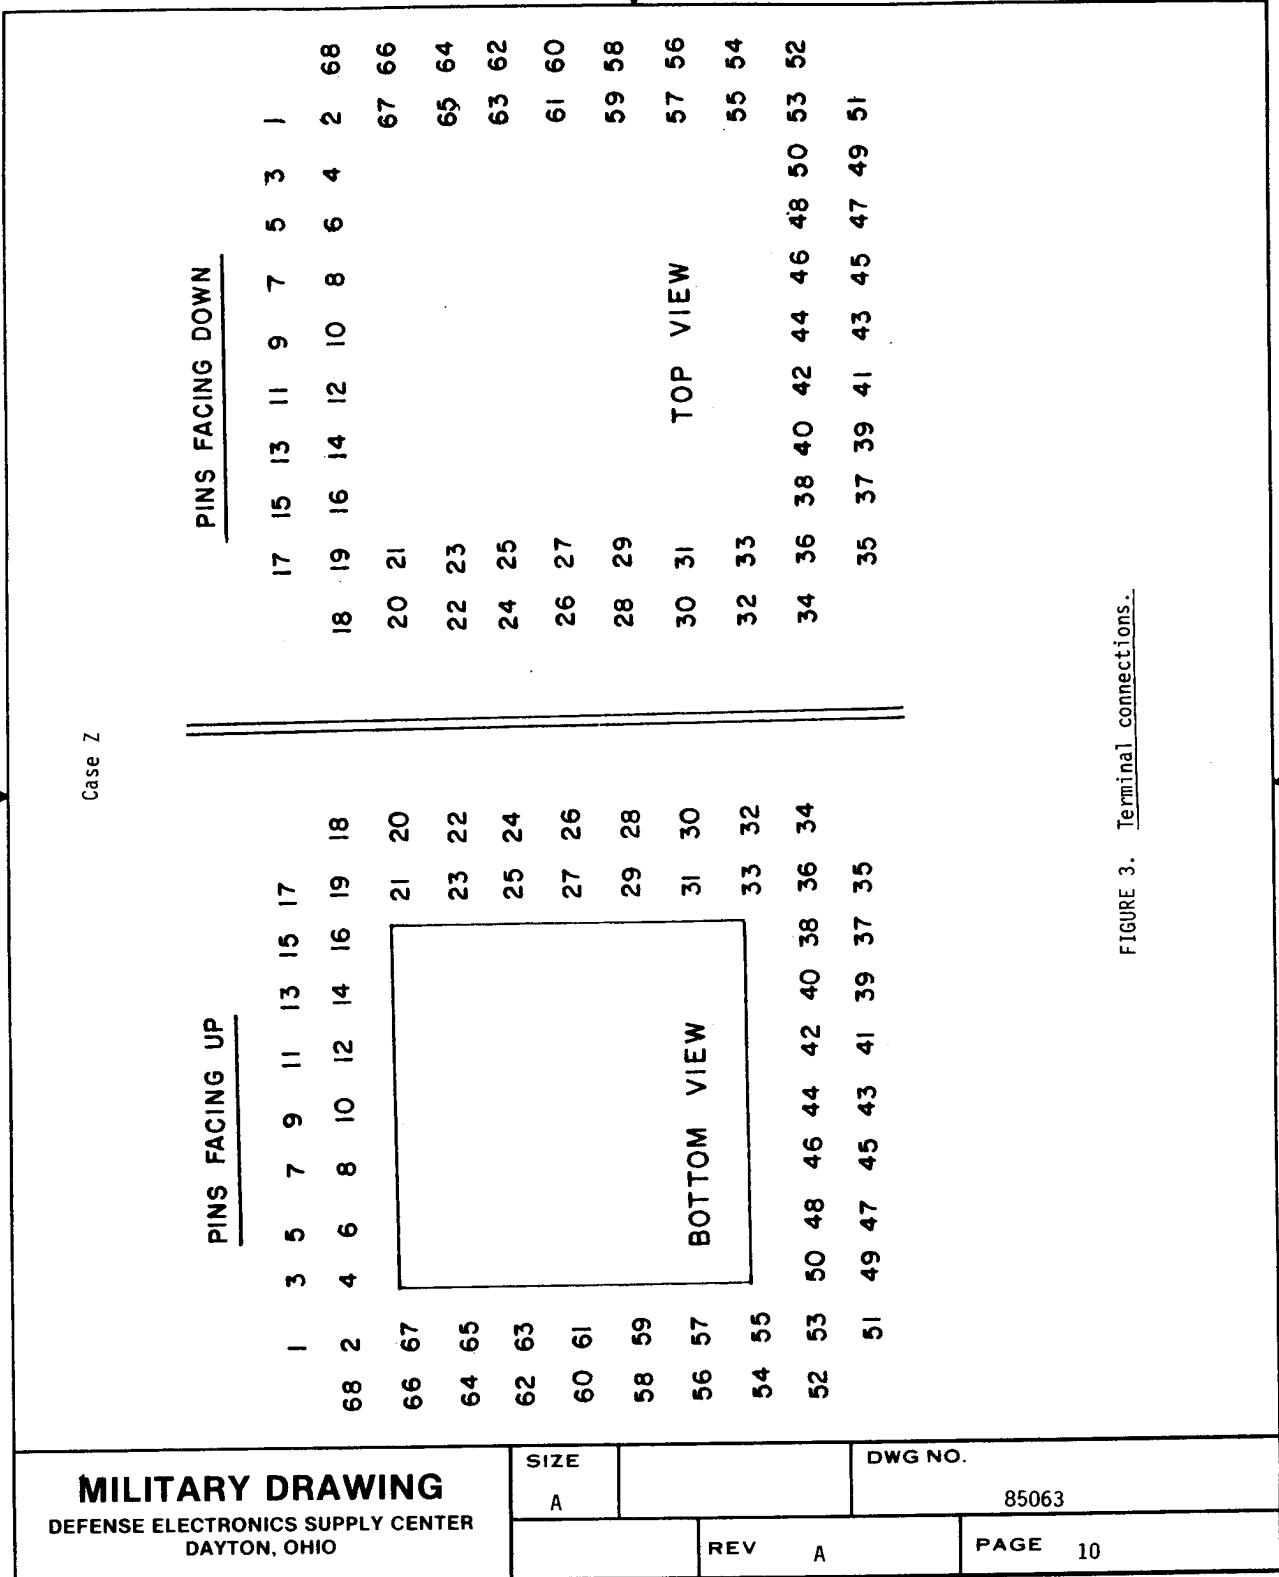 Case Z
PINS FACING UP
1 3 5 7 9 11 13 15 17
68 2 4 6 8 10 12 14 16 19 18
66 67 21 20
64 65 23 22
62 63 25 24
60 61 27 26
58 59 29 28
56 57 31 30
54 55 33 32
52 53 50 48 46 44 42 40 38 36 34
51 49 47 45 43 41 39 37 35
BOTTOM VIEW
PINS FACING DOWN
17 15 13 11 9 7 5 3 1
18 19 16 14 12 10 8 6 4 2 68
20 21 67 66
22 23 65 64
24 25 63 62
26 27 61 60
28 29 59 58
30 31 57 56
32 33 55 54
34 36 38 40 42 44 46 48 50 53 52
35 37 39 41 43 45 47 49 51
TOP VIEW
FIGURE 3. Terminal connections.
MILITARY DRAWING
DEFENSE ELECTRONICS SUPPLY CENTER
DAYTON, OHIO
SIZE
A
DWG NO.
85063
REV A
PAGE 10